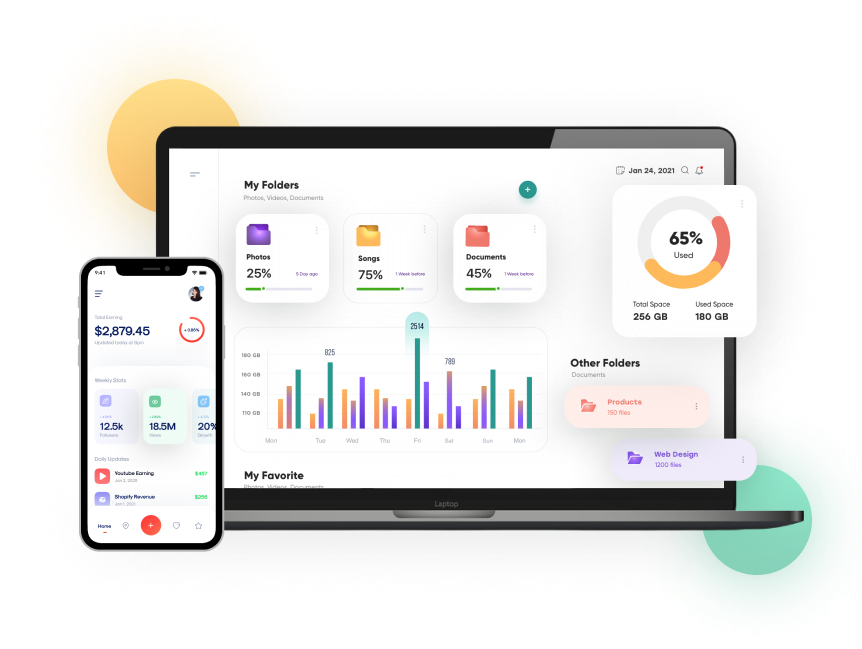 Jan 24, 2021
My Folders
Photos, Videos, Documents
+
Photos
25%
5 Day ago
Songs
75%
1 Week before
Documents
45%
1 Week before
65%
Used
Total Space
Used Space
256 GB
180 GB
2514
825
789
180 GB
160 GB
140 GB
110 GB
Mon
Tue
Wed
Thu
Fri
Sat
Sun
Mon
Other Folders
Documents
Products
150 files
Web Design
1200 files
My Favorite
Photos, Videos, Documents
Laptop
9:41
Total Earning
$2,879.45
Updated today at 5pm
+ 0.86%
Weekly Stats
12.5k
Followers
18.5M
Views
20%
Growth
Daily Updates
Youtube Earning
$457
Jan 2, 2020
Shopify Revenue
$256
Home
+